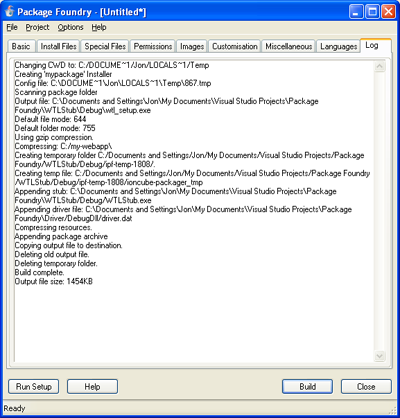 Package Foundry - [Untitled*]
File Project Options Help
Basic Install Files Special Files Permissions Images Customisation Miscellaneous Languages Log
Changing CWD to: C:/DOCUME~1/Jon/LOCALS~1/Temp
Creating 'mypackage' Installer
Config file: C:\DOCUME~1\Jon\LOCALS~1\Temp\867.tmp
Scanning package folder
Output file: C:\Documents and Settings\Jon\My Documents\Visual Studio Projects\Package
Foundry\WTLStub\Debug\wtl_setup.exe
Default file mode: 644
Default folder mode: 755
Using gzip compression.
Compressing: C:/my-webapp\
Creating temporary folder C:/Documents and Settings/Jon/My Documents/Visual Studio Projects/Package
Foundry/WTLStub/Debug/ipf-temp-1808/.
Creating temp file: C:/Documents and Settings/Jon/My Documents/Visual Studio Projects/Package Foundry
/WTLStub/Debug/ipf-temp-1808/ioncube-packager_tmp
Appending stub: C:\Documents and Settings\Jon\My Documents\Visual Studio Projects\Package
Foundry\WTLStub/Debug/WTLStub.exe
Appending driver file: C:\Documents and Settings\Jon\My Documents\Visual Studio Projects\Package
Foundry\Driver/DebugDll/driver.dat
Compressing resources.
Appending package archive
Copying output file to destination.
Deleting old output file.
Deleting temporary folder.
Build complete.
Output file size: 1454KB
Run Setup Help Build Close
Ready